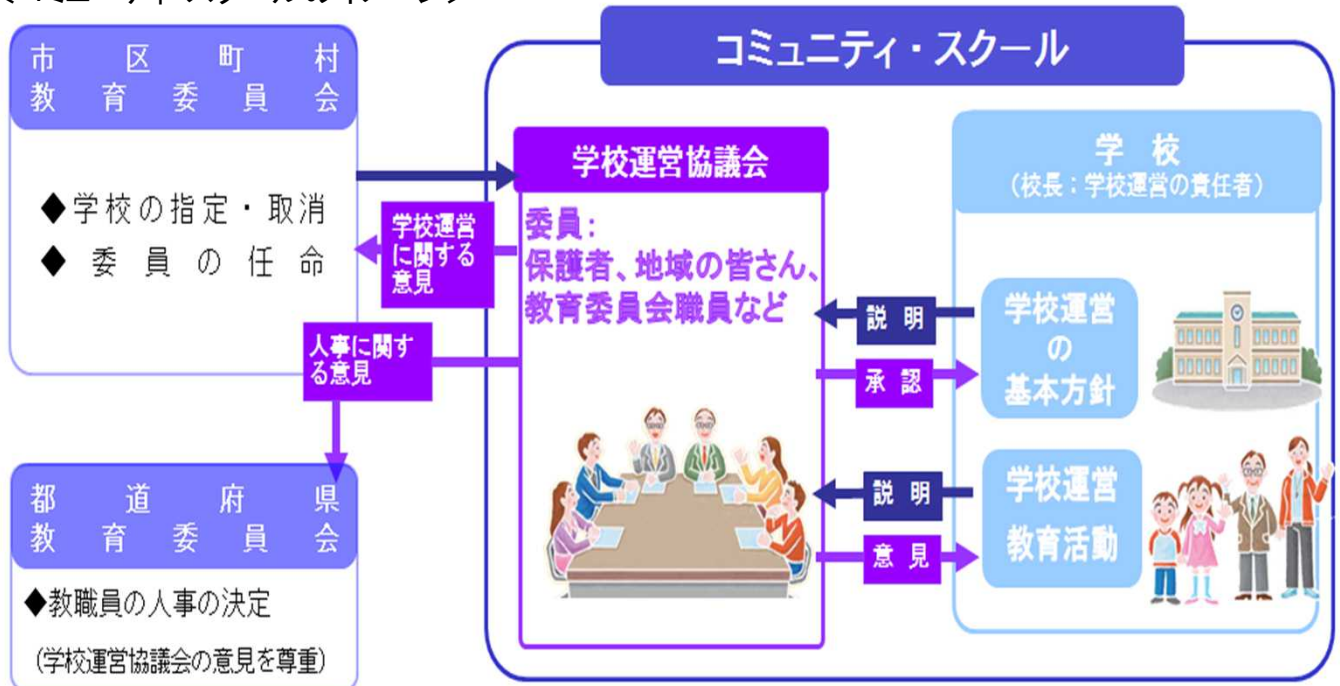 コミュニティ・スクール
市区町村
教育委員会
◆学校の指定・取消
◆委員の任命
学校運営
に関する
意見
人事に関す
る意見
都道府県
教育委員会
◆教職員の人事の決定
(学校運営協議会の意見を尊重)
学校運営協議会
委員:
保護者、地域の皆さん、
教育委員会職員など
説明
承認
説明
意見
学校
(校長:学校運営の責任者)
学校運営
の
基本方針
学校運営
教育活動